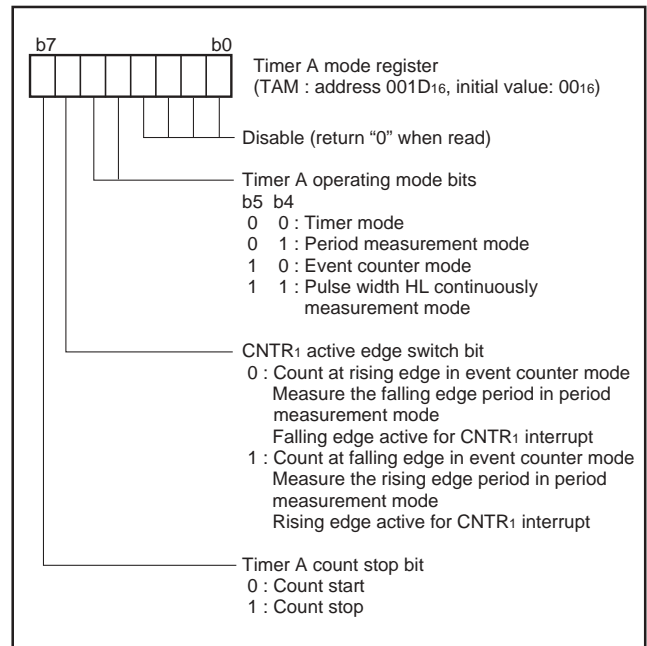 b7 b0
Timer A mode register
(TAM : address 001D16, initial value: 0016)
Disable (return “0” when read)
Timer A operating mode bits
b5 b4
0 0 : Timer mode
0 1 : Period measurement mode
1 0 : Event counter mode
1 1 : Pulse width HL continuously
measurement mode
CNTR1 active edge switch bit
0 : Count at rising edge in event counter mode
Measure the falling edge period in period
measurement mode
Falling edge active for CNTR1 interrupt
1 : Count at falling edge in event counter mode
Measure the rising edge period in period
measurement mode
Rising edge active for CNTR1 interrupt
Timer A count stop bit
0 : Count start
1 : Count stop